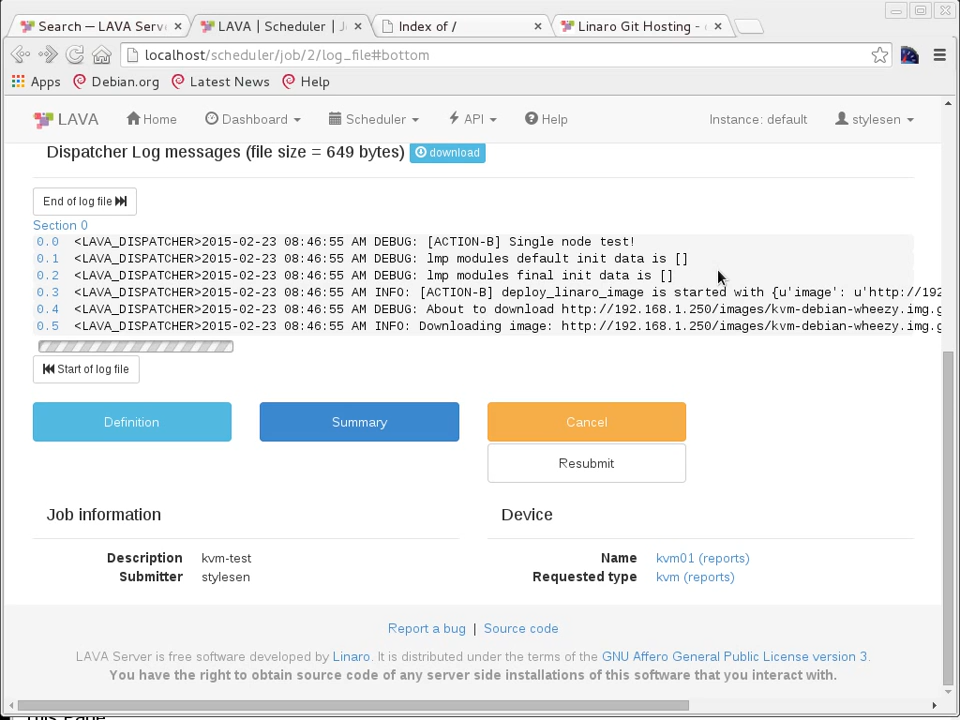 Search — LAVA Serve
LAVA | Scheduler | J
Index of /
Linaro Git Hosting -
localhost/scheduler/job/2/log_file#bottom
Apps Debian.org Latest News Help
LAVA Home Dashboard Scheduler API Help Instance: default stylesen
Dispatcher Log messages (file size = 649 bytes) download
End of log file
Section 0
0.0 <LAVA_DISPATCHER>2015-02-23 08:46:55 AM DEBUG: [ACTION-B] Single node test!
0.1 <LAVA_DISPATCHER>2015-02-23 08:46:55 AM DEBUG: lmp modules default init data is []
0.2 <LAVA_DISPATCHER>2015-02-23 08:46:55 AM DEBUG: lmp modules final init data is []
0.3 <LAVA_DISPATCHER>2015-02-23 08:46:55 AM INFO: [ACTION-B] deploy_linaro_image is started with {u'image': u'http://192
0.4 <LAVA_DISPATCHER>2015-02-23 08:46:55 AM DEBUG: About to download http://192.168.1.250/images/kvm-debian-wheezy.img.g
0.5 <LAVA_DISPATCHER>2015-02-23 08:46:55 AM INFO: Downloading image: http://192.168.1.250/images/kvm-debian-wheezy.img.g
Start of log file
Definition Summary Cancel
Resubmit
Job information
Device
Description kvm-test
Submitter stylesen
Name kvm01 (reports)
Requested type kvm (reports)
Report a bug | Source code
LAVA Server is free software developed by Linaro. It is distributed under the terms of the GNU Affero General Public License version 3.
You have the right to obtain source code of any server side installations of this software that you interact with.
This Page